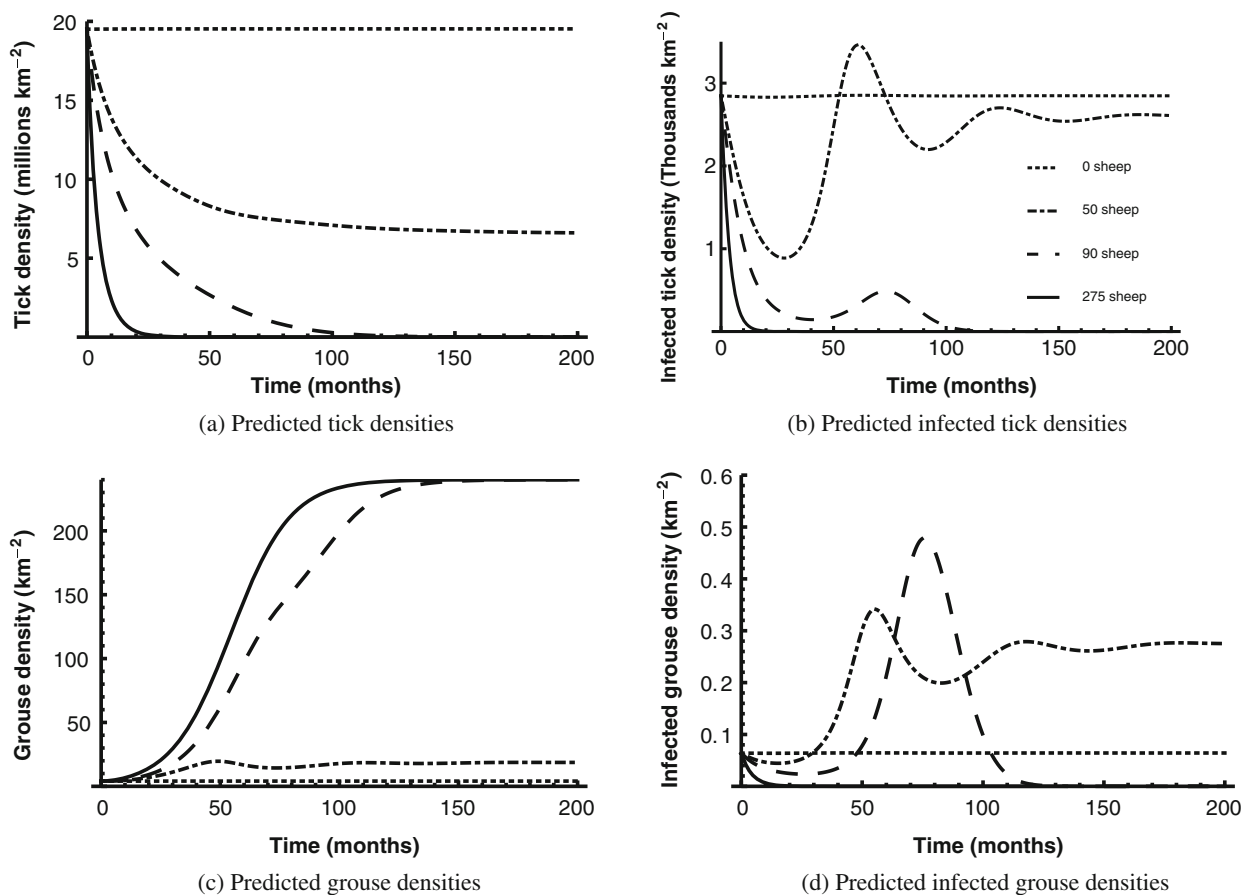 20
15
10
5
0 50 100 150 200
Tick density (millions km−2)
Time (months)
(a) Predicted tick densities
3
2
1
0 50 100 150 200
Infected tick density (Thousands km−2)
0 sheep
50 sheep
90 sheep
275 sheep
Time (months)
(b) Predicted infected tick densities
200
150
100
50
0 50 100 150 200
Grouse density (km−2)
Time (months)
(c) Predicted grouse densities
0.6
0.5
0.4
0.3
0.2
0.1
0 50 100 150 200
Infected grouse density (km−2)
Time (months)
(d) Predicted infected grouse densities